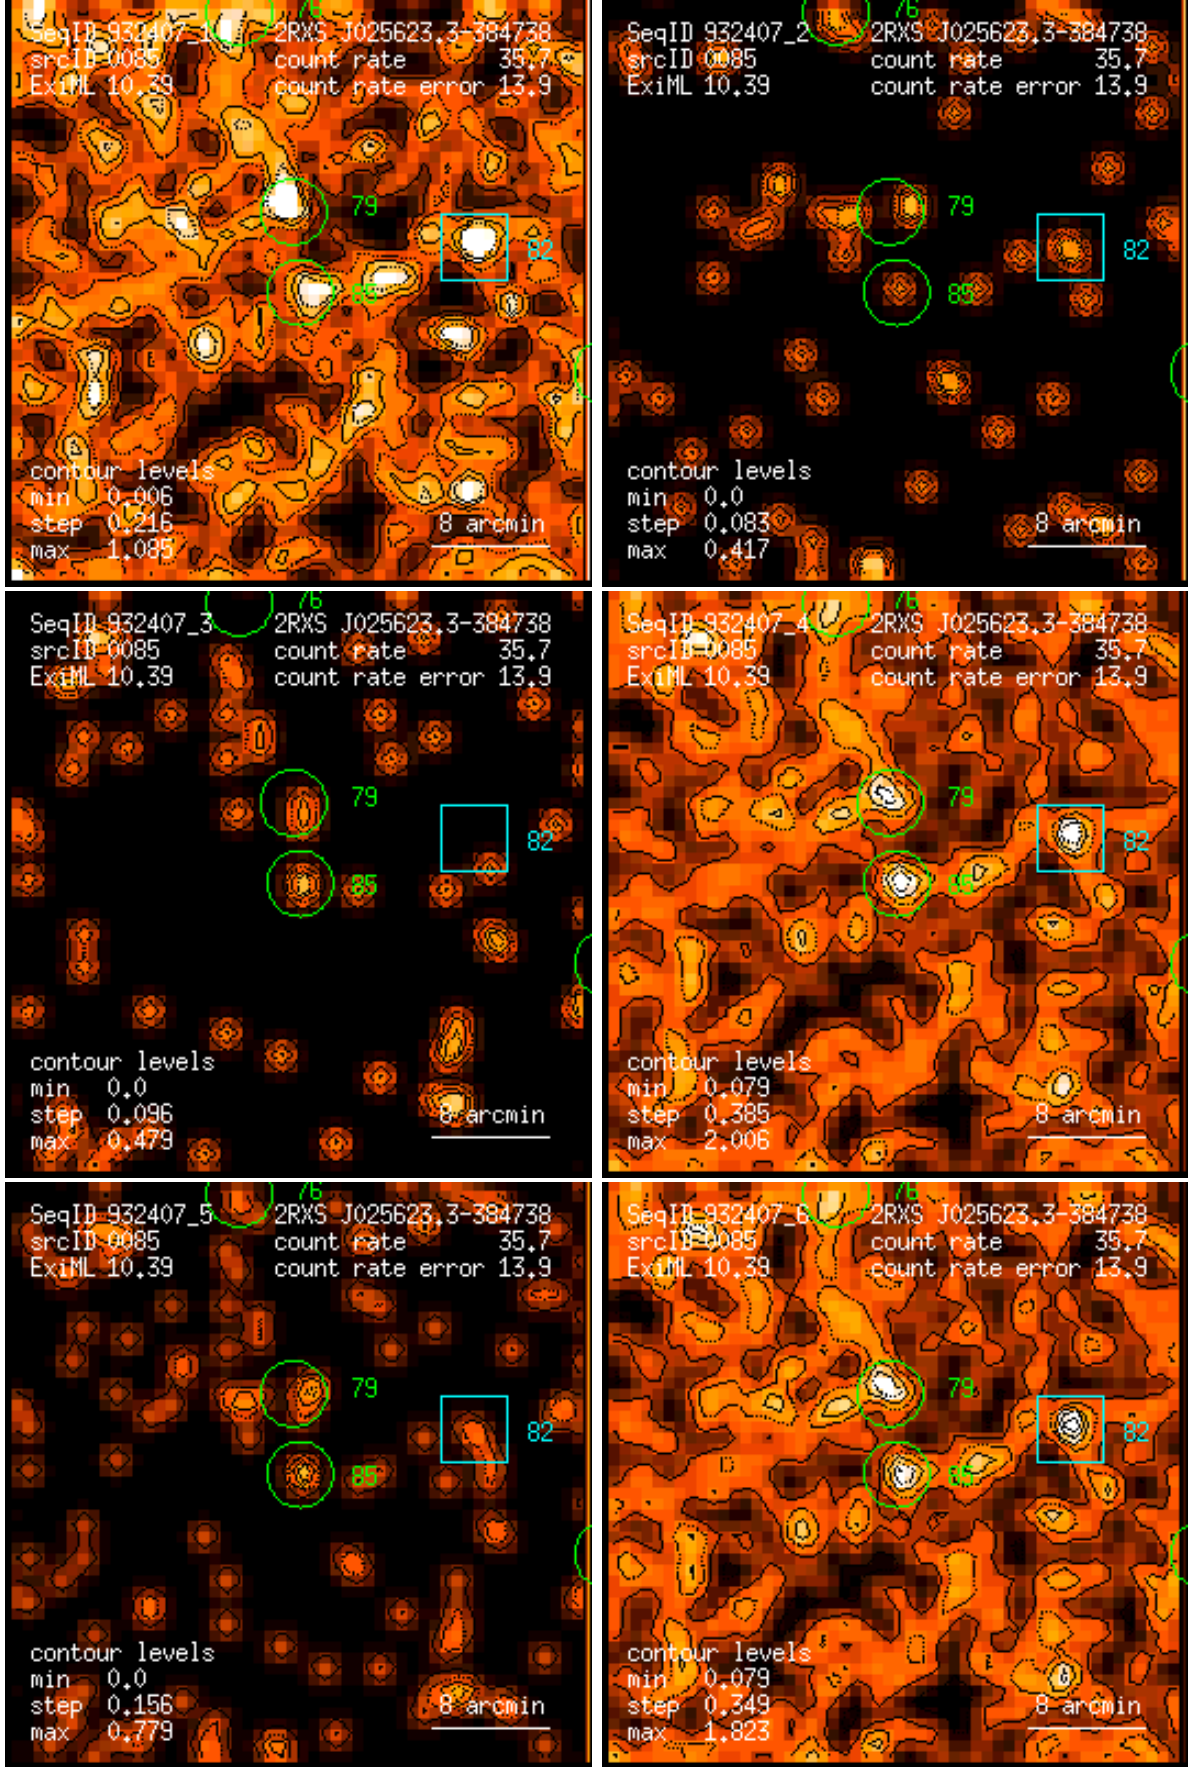 76
SeqID 932407_1 2RXS J025623.3-384738
srcID 0085 count rate 35.7
ExiML 10.39 count rate error 13.9
79
82
85
contour levels
min 0.006
step 0.216 8 arcmin
max 1.085
76
SeqID 932407_2 2RXS J025623.3-384738
srcID 0085 count rate 35.7
ExiML 10.39 count rate error 13.9
79
82
85
contour levels
min 0.0
step 0.083 8 arcmin
max 0.417
76
SeqID 932407_3 2RXS J025623.3-384738
srcID 0085 count rate 35.7
ExiML 10.39 count rate error 13.9
79
82
85
contour levels
min 0.0
step 0.096 8 arcmin
max 0.479
76
SeqID 932407_4 2RXS J025623.3-384738
srcID 0085 count rate 35.7
ExiML 10.39 count rate error 13.9
79
82
85
contour levels
min 0.079
step 0.385 8 arcmin
max 2.006
76
SeqID 932407_5 2RXS J025623.3-384738
srcID 0085 count rate 35.7
ExiML 10.39 count rate error 13.9
79
82
85
contour levels
min 0.0
step 0.156 8 arcmin
max 0.779
76
SeqID 932407_6 2RXS J025623.3-384738
srcID 0085 count rate 35.7
ExiML 10.39 count rate error 13.9
79
82
85
contour levels
min 0.079
step 0.349 8 arcmin
max 1.823